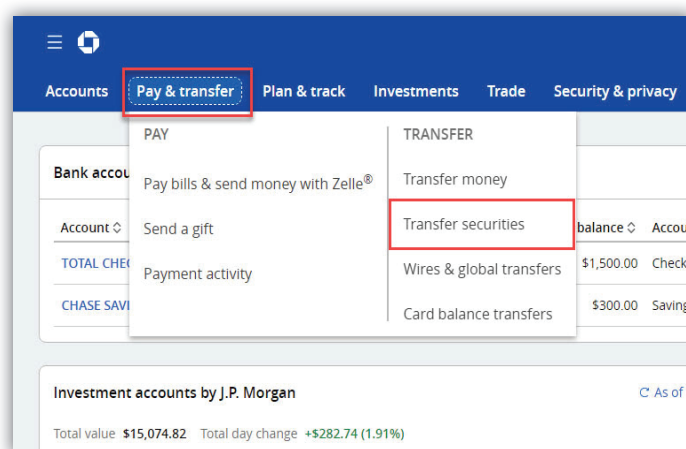 Accounts Pay & transfer Plan & track Investments Trade Security & privacy
PAY
Pay bills & send money with Zelle®
Send a gift
Payment activity
TRANSFER
Transfer money
Transfer securities
Wires & global transfers
Card balance transfers
Bank accou
Account balance Accou
TOTAL CHE $1,500.00 Check
CHASE SAVI $300.00 Saving
Investment accounts by J.P. Morgan As of
Total value $15,074.82 Total day change +$282.74 (1.91%)